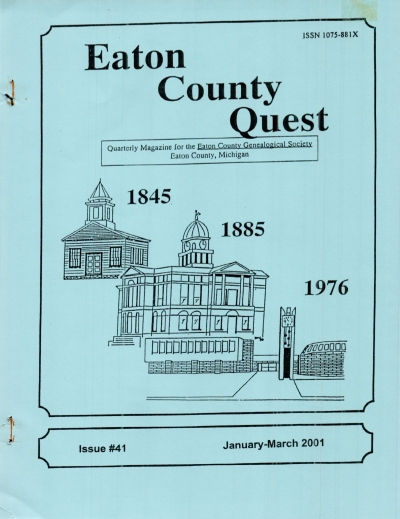 ISSN 1075-881X
Eaton
County
Quest
Quarterly Magazine for the Eaton County Genealogical Society
Eaton County, Michigan
1845
1885
1976
Issue #41
January-March 2001